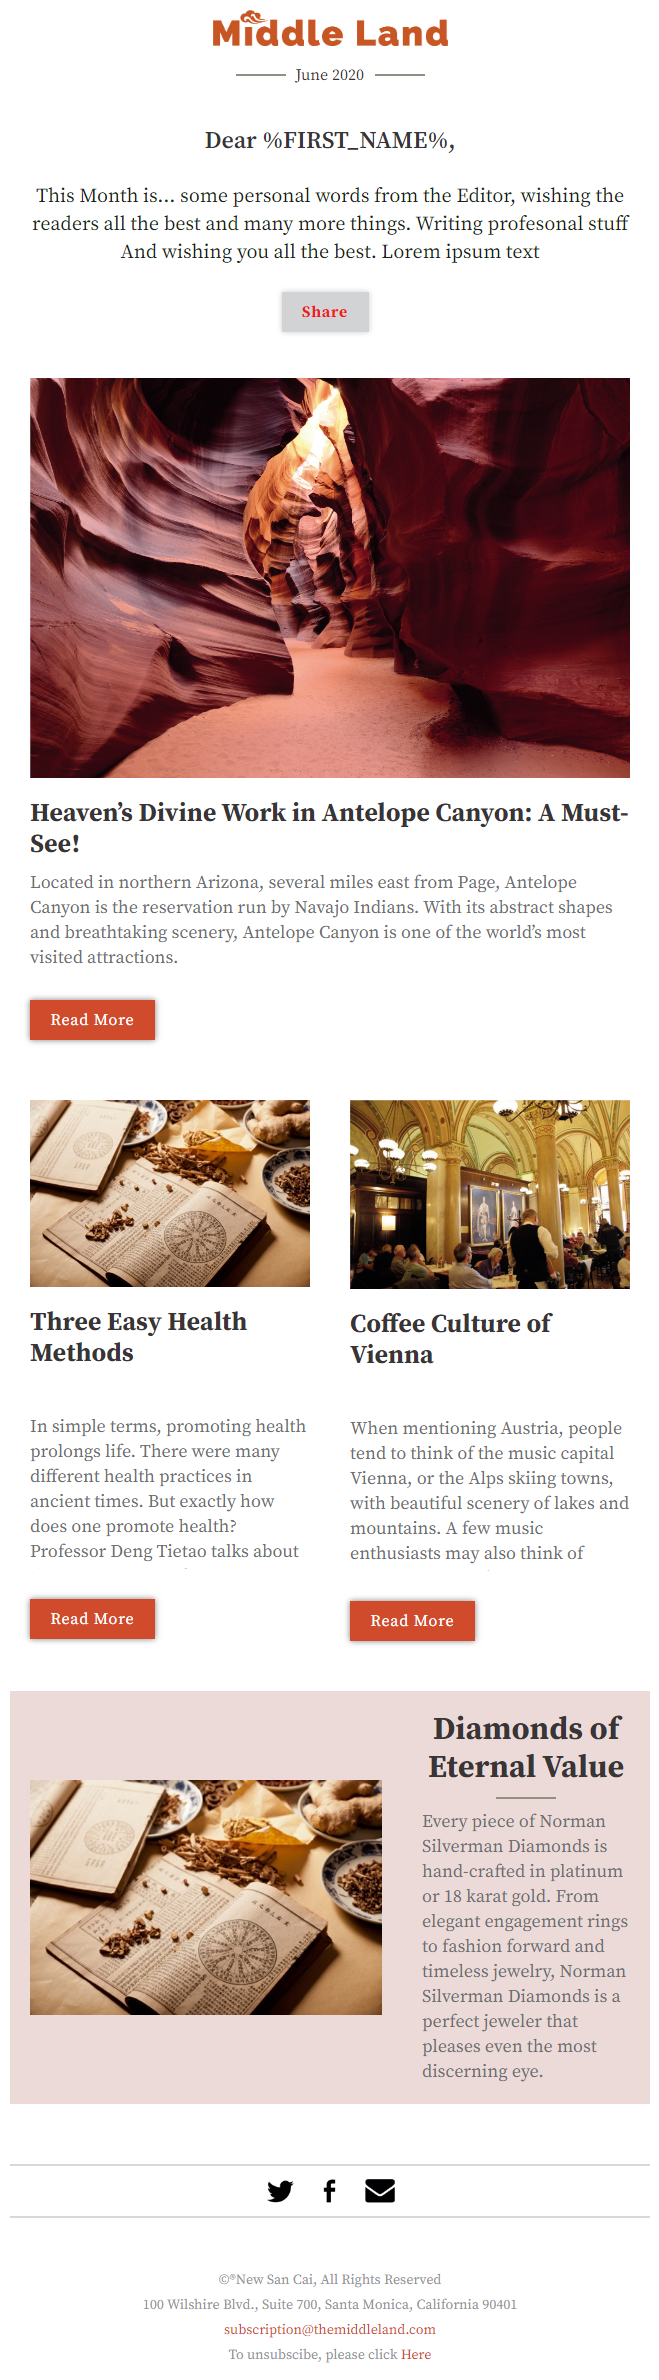 Middle Land
June 2020
Dear %FIRST_NAME%,
This Month is... some personal words from the Editor, wishing the
readers all the best and many more things. Writing profesonal stuff
And wishing you all the best. Lorem ipsum text
Share
Heaven’s Divine Work in Antelope Canyon: A Must-
See!
Located in northern Arizona, several miles east from Page, Antelope
Canyon is the reservation run by Navajo Indians. With its abstract shapes
and breathtaking scenery, Antelope Canyon is one of the world’s most
visited attractions.
Read More
Three Easy Health
Methods
In simple terms, promoting health
prolongs life. There were many
different health practices in
ancient times. But exactly how
does one promote health?
Professor Deng Tietao talks about
Read More
Coffee Culture of
Vienna
When mentioning Austria, people
tend to think of the music capital
Vienna, or the Alps skiing towns,
with beautiful scenery of lakes and
mountains. A few music
enthusiasts may also think of
Read More
Diamonds of
Eternal Value
Every piece of Norman
Silverman Diamonds is
hand-crafted in platinum
or 18 karat gold. From
elegant engagement rings
to fashion forward and
timeless jewelry, Norman
Silverman Diamonds is a
perfect jeweler that
pleases even the most
discerning eye.
©®New San Cai, All Rights Reserved
100 Wilshire Blvd., Suite 700, Santa Monica, California 90401
subscription@themiddleland.com
To unsubscibe, please click Here